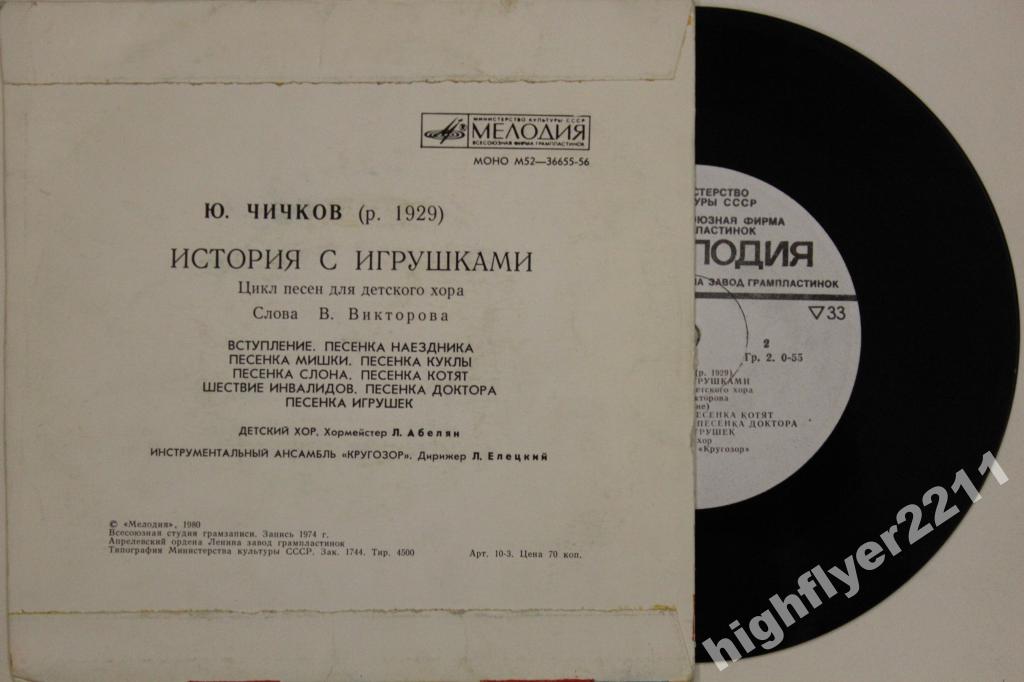 МИНИСТЕРСТВО КУЛЬТУРЫ СССР
МЕЛОДИЯ
ВСЕСОЮЗНАЯ ФИРМА ГРАМПЛАСТИНОК
МОНО М52—36655-56
Ю. ЧИЧКОВ (р. 1929)
ИСТОРИЯ С ИГРУШКАМИ
Цикл песен для детского хора
Слова В. Викторова
ВСТУПЛЕНИЕ. ПЕСЕНКА НАЕЗДНИКА
ПЕСЕНКА МИШКИ. ПЕСЕНКА КУКЛЫ
ПЕСЕНКА СЛОНА. ПЕСЕНКА КОТЯТ
ШЕСТВИЕ ИНВАЛИДОВ. ПЕСЕНКА ДОКТОРА
ПЕСЕНКА ИГРУШЕК
ДЕТСКИЙ ХОР. Хормейстер Л. Абелян
ИНСТРУМЕНТАЛЬНЫЙ АНСАМБЛЬ «КРУГОЗОР». Дирижер Л. Елецкий
© «Мелодия», 1980
Всесоюзная студия грамзаписи. Запись 1974 г.
Апрелевский ордена Ленина завод грампластинок
Типография Министерства культуры СССР. Зак. 1744. Тир. 4500
Арт. 10-3. Цена 70 коп.
СТЕРСТВО
УРЫ СССР
ЮЗНАЯ ФИРМА
ПЛАСТИНОК
ЛОДИЯ
НА ЗАВОД ГРАМПЛАСТИНОК
▽33
2
Гр. 2. 0-55
(р. 1929)
ГРУШКАМИ
етского хора
кторова
ие)
ЕСЕНКА КОТЯТ
ПЕСЕНКА ДОКТОРА
ГРУШЕК
хор
«Кругозор»
highflyer2211